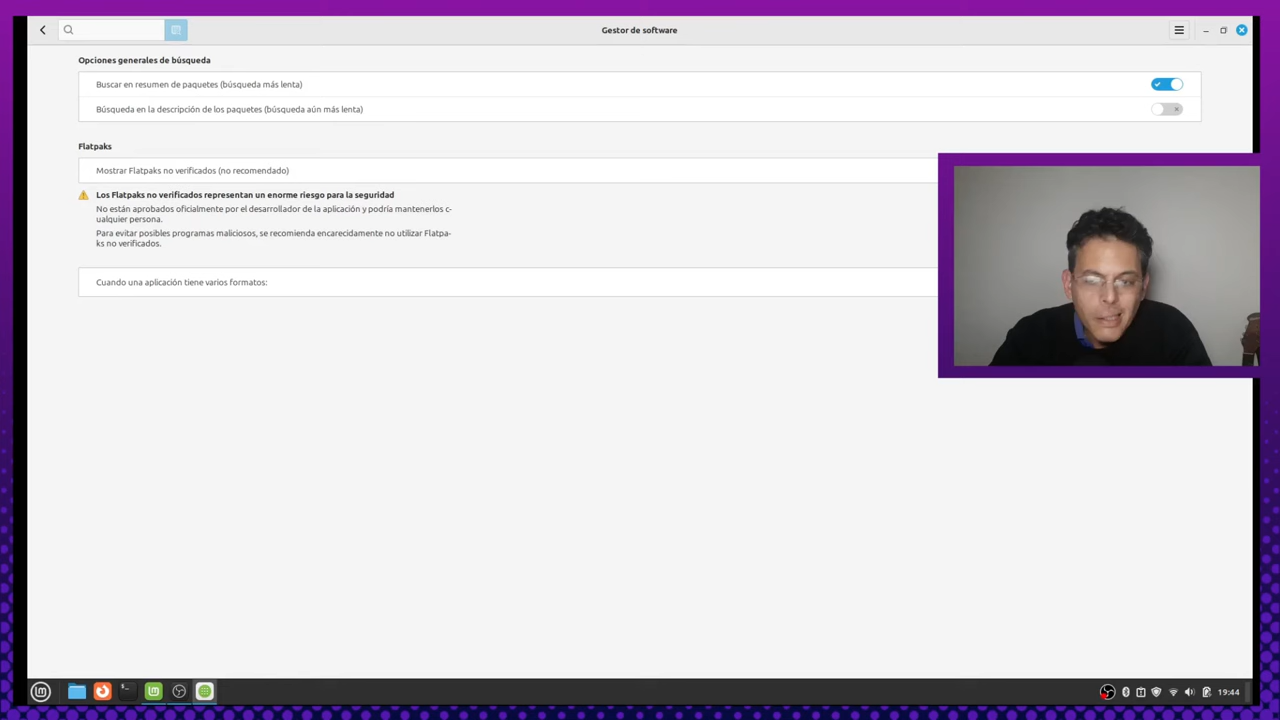 Gestor de software
Opciones generales de búsqueda
Buscar en resumen de paquetes (búsqueda más lenta)
Búsqueda en la descripción de los paquetes (búsqueda aún más lenta)
Flatpaks
Mostrar Flatpaks no verificados (no recomendado)
Los Flatpaks no verificados representan un enorme riesgo para la seguridad
No están aprobados oficialmente por el desarrollador de la aplicación y podría mantenerlos c-
ualquier persona.
Para evitar posibles programas maliciosos, se recomienda encarecidamente no utilizar Flatpa-
ks no verificados.
Cuando una aplicación tiene varios formatos:
19:44